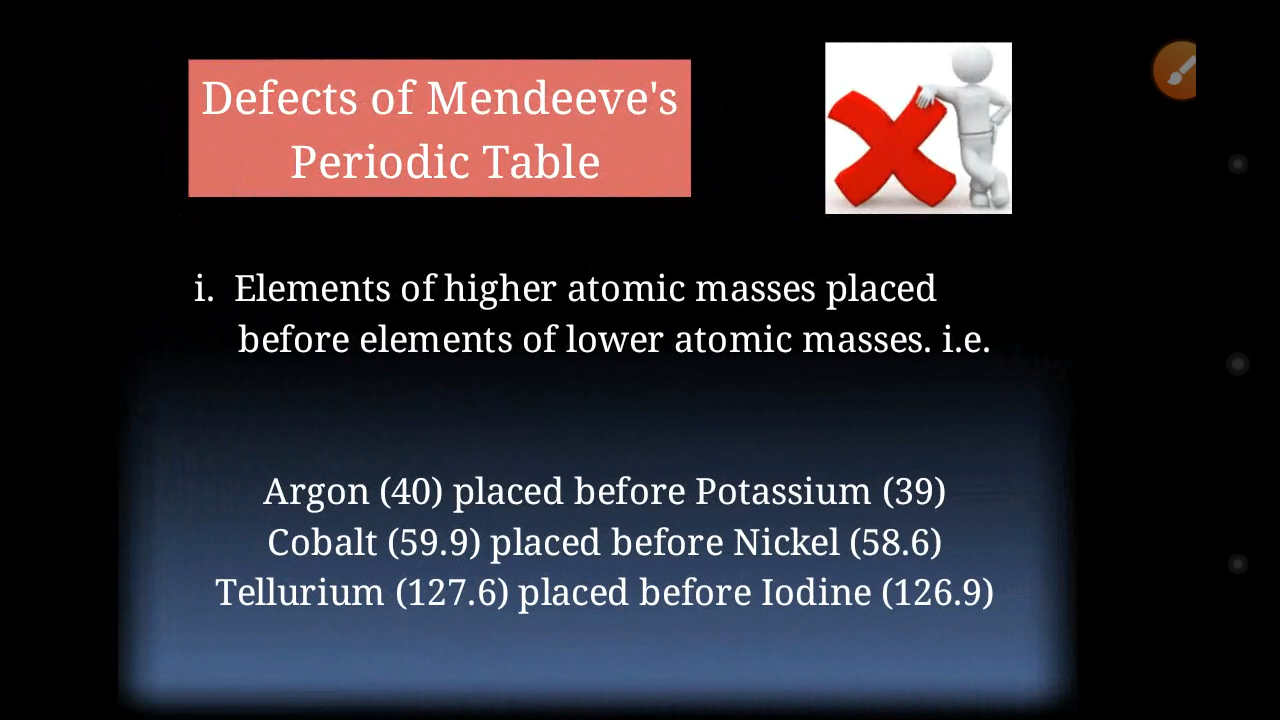 Defects of Mendeeve's
Periodic Table
i. Elements of higher atomic masses placed
before elements of lower atomic masses. i.e.
Argon (40) placed before Potassium (39)
Cobalt (59.9) placed before Nickel (58.6)
Tellurium (127.6) placed before Iodine (126.9)